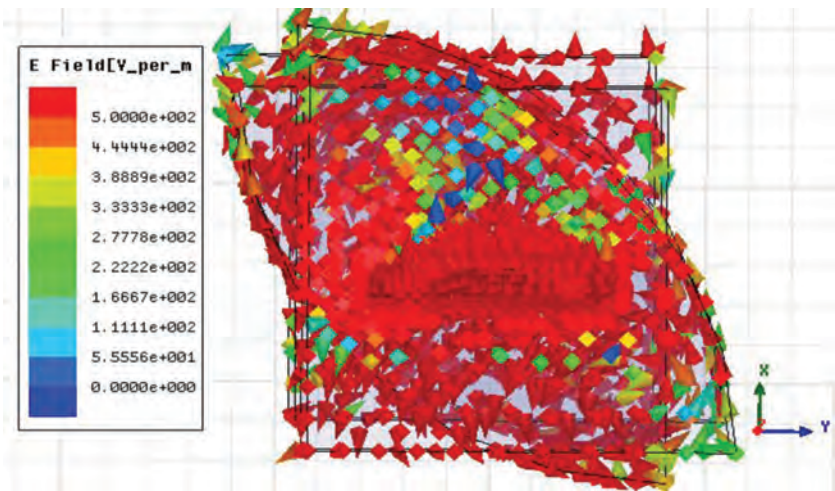 E Field[V_per_m
5.0000e+002
4.4444e+002
3.8889e+002
3.3333e+002
2.7778e+002
2.2222e+002
1.6667e+002
1.1111e+002
5.5556e+001
0.0000e+000
X
Y